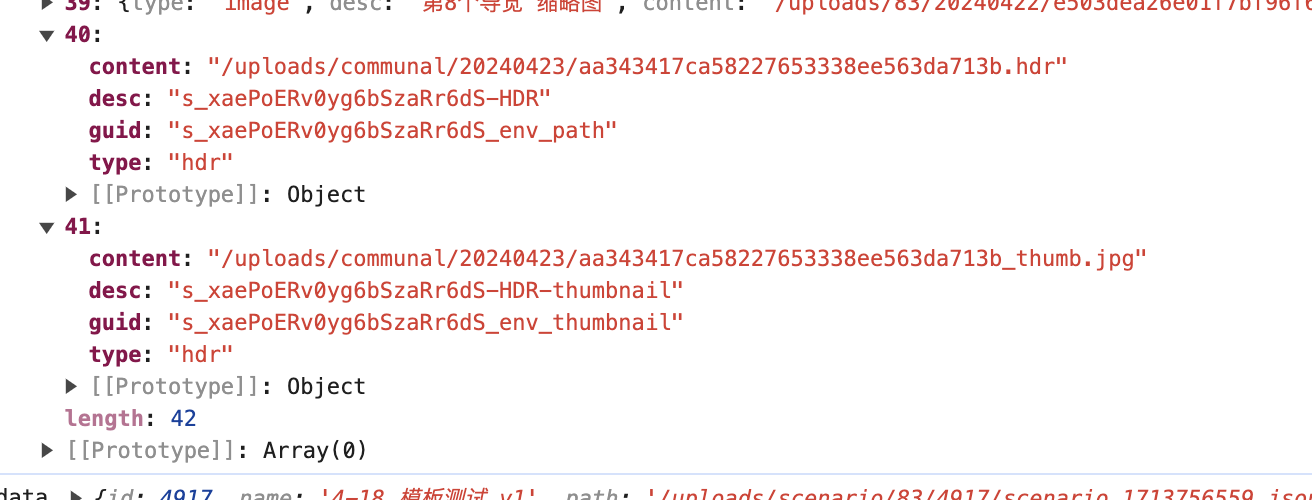 ▶ 39: {type: "image", desc: "第8个导览 缩略图", content: "/uploads/83/20240422/e503dea26e01f7bf96f6
▼ 40:
content: "/uploads/communal/20240423/aa343417ca58227653338ee563da713b.hdr"
desc: "s_xaePoERv0yg6bSzaRr6dS-HDR"
guid: "s_xaePoERv0yg6bSzaRr6dS_env_path"
type: "hdr"
▶ [[Prototype]]: Object
▼ 41:
content: "/uploads/communal/20240423/aa343417ca58227653338ee563da713b_thumb.jpg"
desc: "s_xaePoERv0yg6bSzaRr6dS-HDR-thumbnail"
guid: "s_xaePoERv0yg6bSzaRr6dS_env_thumbnail"
type: "hdr"
▶ [[Prototype]]: Object
length: 42
▶ [[Prototype]]: Array(0)
data ▶ {id: 4917, name: '4-18 模板测试 v1', path: '/uploads/scenario/83/4917/scenario_1713756559.jso